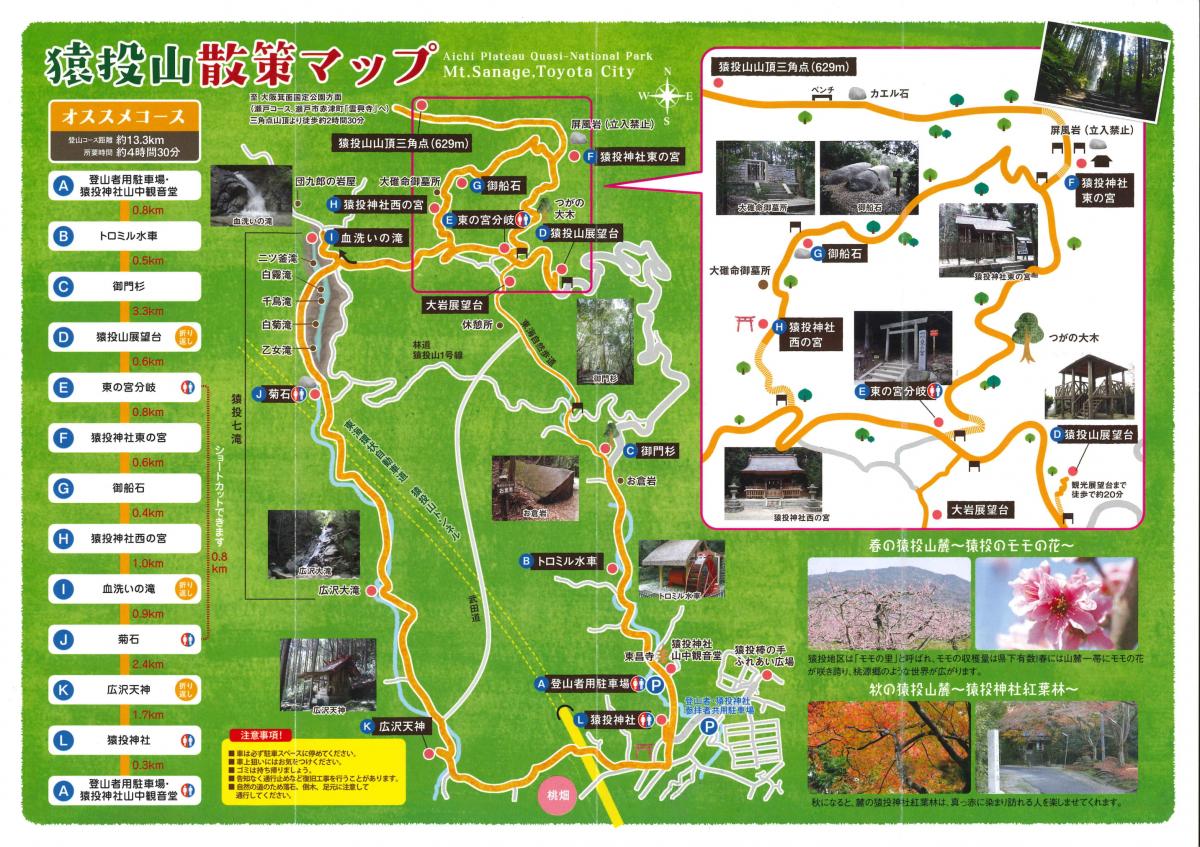 猿投山散策マップ
Aichi Plateau Quasi-National Park
Mt.Sanage,Toyota City
N
W
E
S
オススメコース
登山コース距離 約13.3km
所要時間 約4時間30分
A
登山者用駐車場・
猿投神社山中観音堂
0.8km
B
トロミル水車
0.5km
C
御門杉
3.3km
D
猿投山展望台
折り
返し
0.6km
E
東の宮分岐
0.8km
F
猿投神社東の宮
0.6km
G
御船石
0.4km
H
猿投神社西の宮
1.0km
I
血洗いの滝
折り
返し
0.9km
J
菊石
2.4km
K
広沢天神
折り
返し
1.7km
L
猿投神社
0.3km
A
登山者用駐車場・
猿投神社山中観音堂
ショートカットできます
0.8
km
至 大阪箕面国定公園方面
(瀬戸コース、瀬戸市赤津町「雲興寺」へ)
三角点山頂より徒歩約2時間30分
猿投山山頂三角点(629m)
屏風岩(立入禁止)
F 猿投神社東の宮
血洗いの滝
団九郎の岩屋
大碓命御墓所
G 御船石
H 猿投神社西の宮
E 東の宮分岐
つがの
大木
D 猿投山展望台
I 血洗いの滝
二ツ釜滝
白霧滝
千鳥滝
白菊滝
乙女滝
猿投七滝
大岩展望台
休憩所
東海自然歩道
林道
猿投山1号線
御門杉
J 菊石
東海環状自動車道 猿投山トンネル
C 御門杉
お倉岩
お倉岩
広沢大滝
広沢大滝
武田道
B トロミル水車
トロミル水車
猿投神社
山中観音堂
東昌寺
猿投棒の手
ふれあい広場
A 登山者用駐車場
P
登山者・猿投神社
参拝者共用駐車場
P
L 猿投神社
広沢天神
K 広沢天神
桃畑
注意事項!
■ 車は必ず駐車スペースに停めてください。
■ 車上狙いにはお気をつけください。
■ ゴミは持ち帰りましょう。
■ 告知なく通行止めなど復旧工事を行うことがあります。
■ 自然の道のため落石、倒木、足元に注意して
通行してください。
猿投山山頂三角点(629m)
ベンチ
カエル石
屏風岩(立入禁止)
F 猿投神社
東の宮
大碓命御墓所
御船石
猿投神社東の宮
G 御船石
大碓命御墓所
H 猿投神社
西の宮
つがの大木
E 東の宮分岐
D 猿投山展望台
観光展望台まで
徒歩で約20分
猿投神社西の宮
大岩展望台
春の猿投山麓〜猿投のモモの花〜
猿投地区は「モモの里」と呼ばれ、モモの収穫量は県下有数!春には山麓一帯にモモの花
が咲き誇り、桃源郷のような世界が広がります。
秋の猿投山麓〜猿投神社紅葉林〜
秋になると、麓の猿投神社紅葉林は、真っ赤に染まり訪れる人を楽しませてくれます。